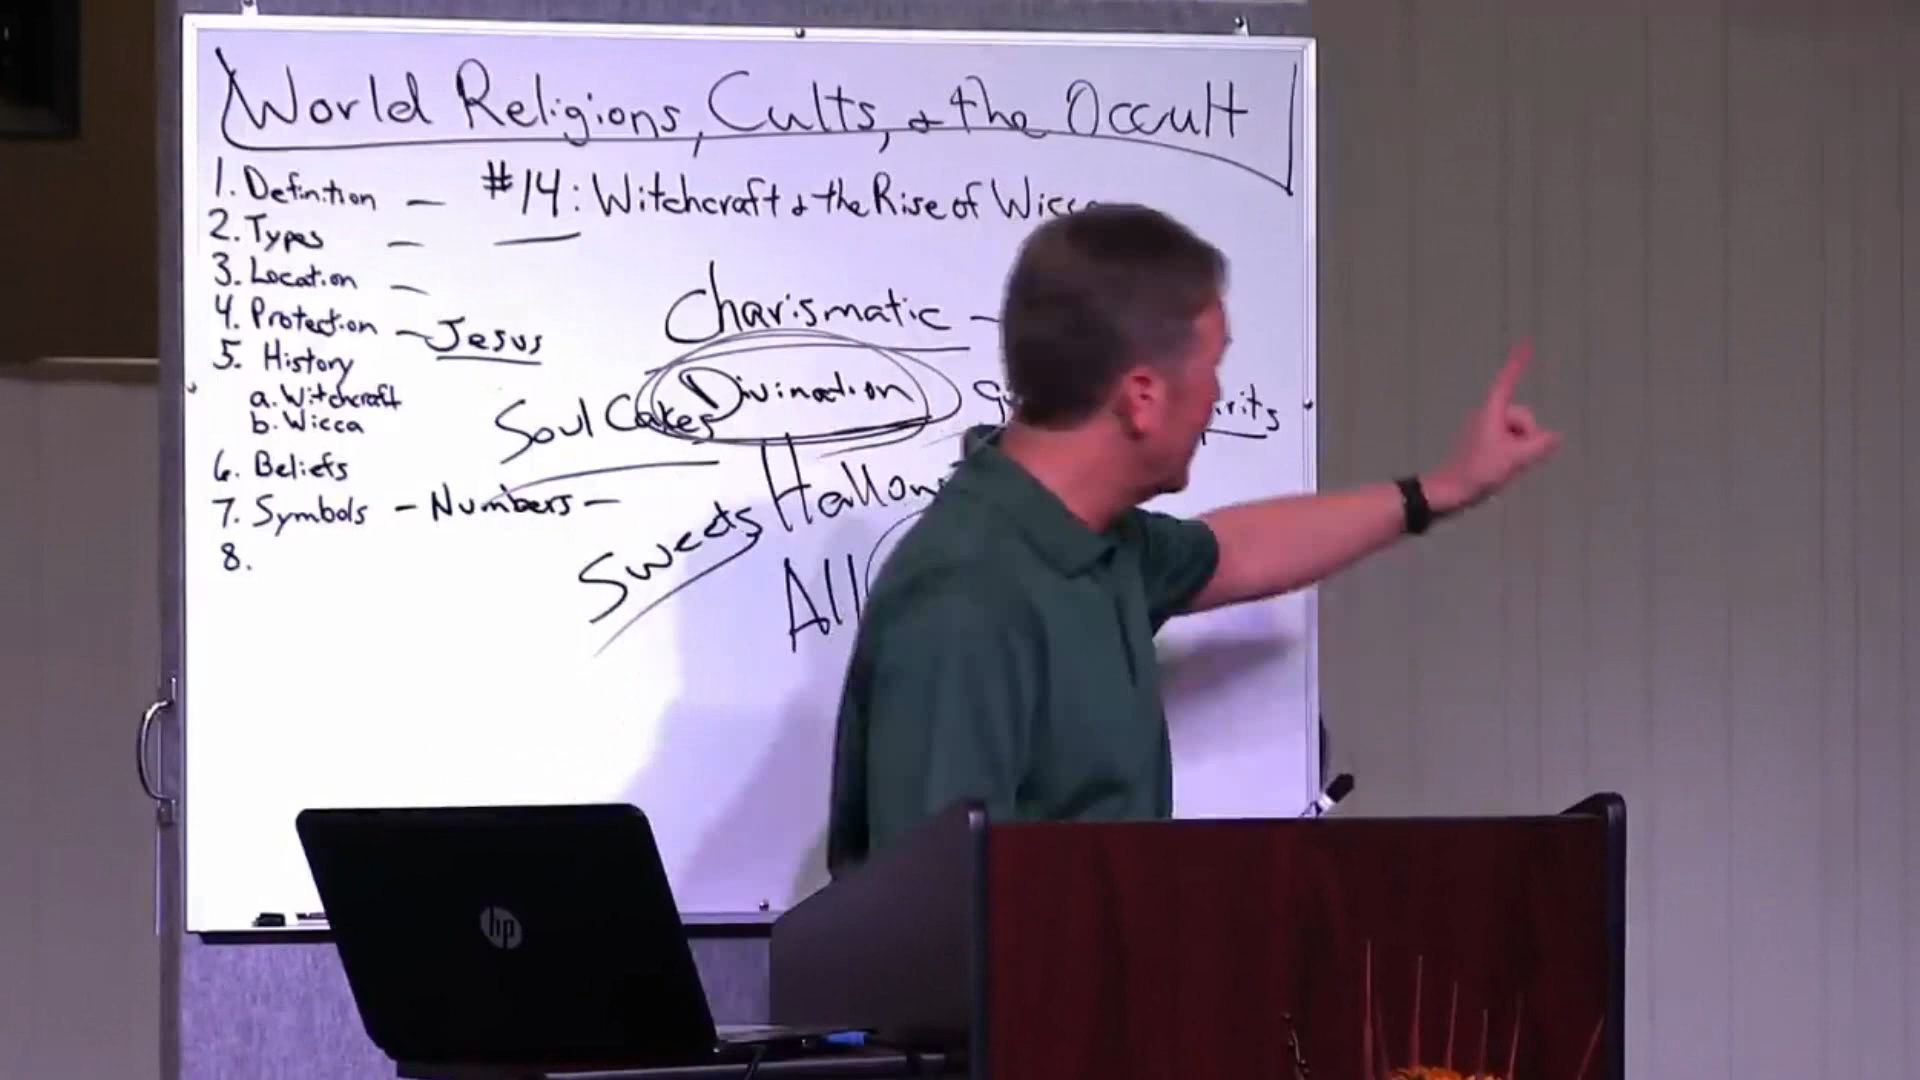 World Religions, Cults, & the Occult
#14: Witchcraft & the Rise of
1. Definition -
2. Types -
3. Location -
4. Protection - Jesus
5. History
a. Witchcraft
b. Wicca
6. Beliefs
7. Symbols - Numbers -
8.
Charismatic -
Divination
Soul Cakes
Sweets
All
hp